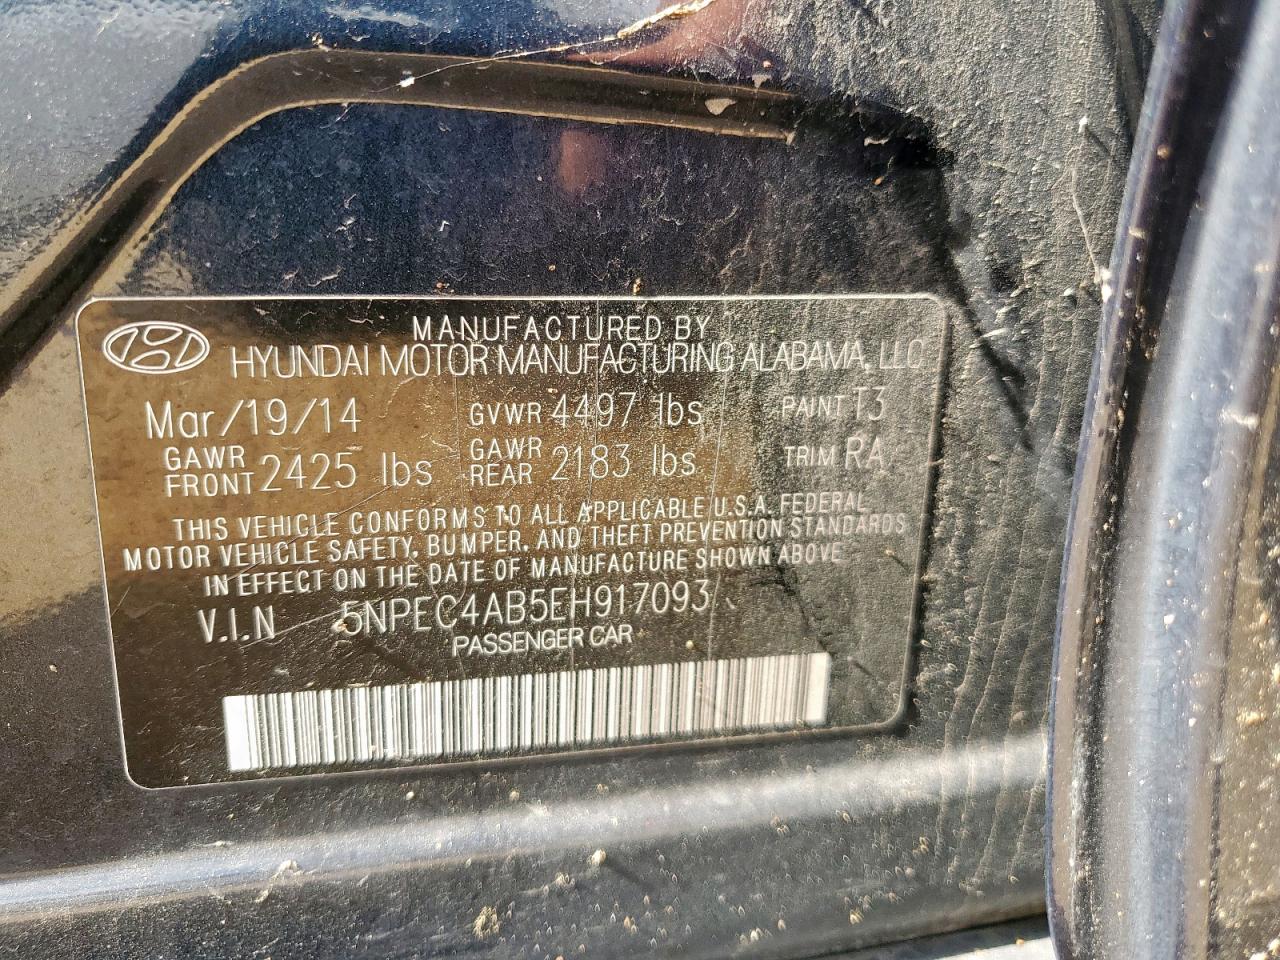 MANUFACTURED BY
HYUNDAI MOTOR MANUFACTURING ALABAMA, LLC
Mar/19/14 GVWR 4497 lbs PAINT T3
GAWR FRONT 2425 lbs GAWR REAR 2183 lbs TRIM RA
THIS VEHICLE CONFORMS TO ALL APPLICABLE U.S.A. FEDERAL
MOTOR VEHICLE SAFETY, BUMPER, AND THEFT PREVENTION STANDARDS
IN EFFECT ON THE DATE OF MANUFACTURE SHOWN ABOVE
V.I.N 5NPEC4AB5EH917093
PASSENGER CAR